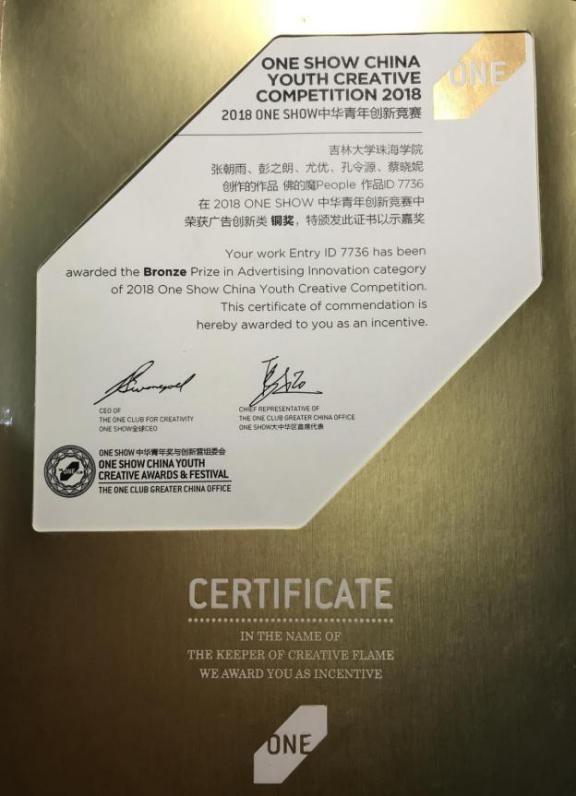 ONE SHOW CHINA
YOUTH CREATIVE
COMPETITION 2018
2018 ONE SHOW中华青年创新竞赛
ONE
吉林大学珠海学院
张朝雨、彭之朗、尤优、孔令源、蔡晓妮
创作的作品 佛的魔People 作品ID 7736
在 2018 ONE SHOW 中华青年创新竞赛中
荣获广告创新类 铜奖，特颁发此证书以示嘉奖
Your work Entry ID 7736 has been
awarded the Bronze Prize in Advertising Innovation category
of 2018 One Show China Youth Creative Competition.
This certificate of commendation is
hereby awarded to you as an incentive.
CEO OF
THE ONE CLUB FOR CREATIVITY
ONE SHOW全球CEO
CHIEF REPRESENTATIVE OF
THE ONE CLUB GREATER CHINA OFFICE
ONE SHOW大中华区首席代表
ONE SHOW 中华青年奖与创新营组委会
ONE SHOW CHINA YOUTH
CREATIVE AWARDS & FESTIVAL
THE ONE CLUB GREATER CHINA OFFICE
CERTIFICATE
IN THE NAME OF
THE KEEPER OF CREATIVE FLAME
WE AWARD YOU AS INCENTIVE
ONE